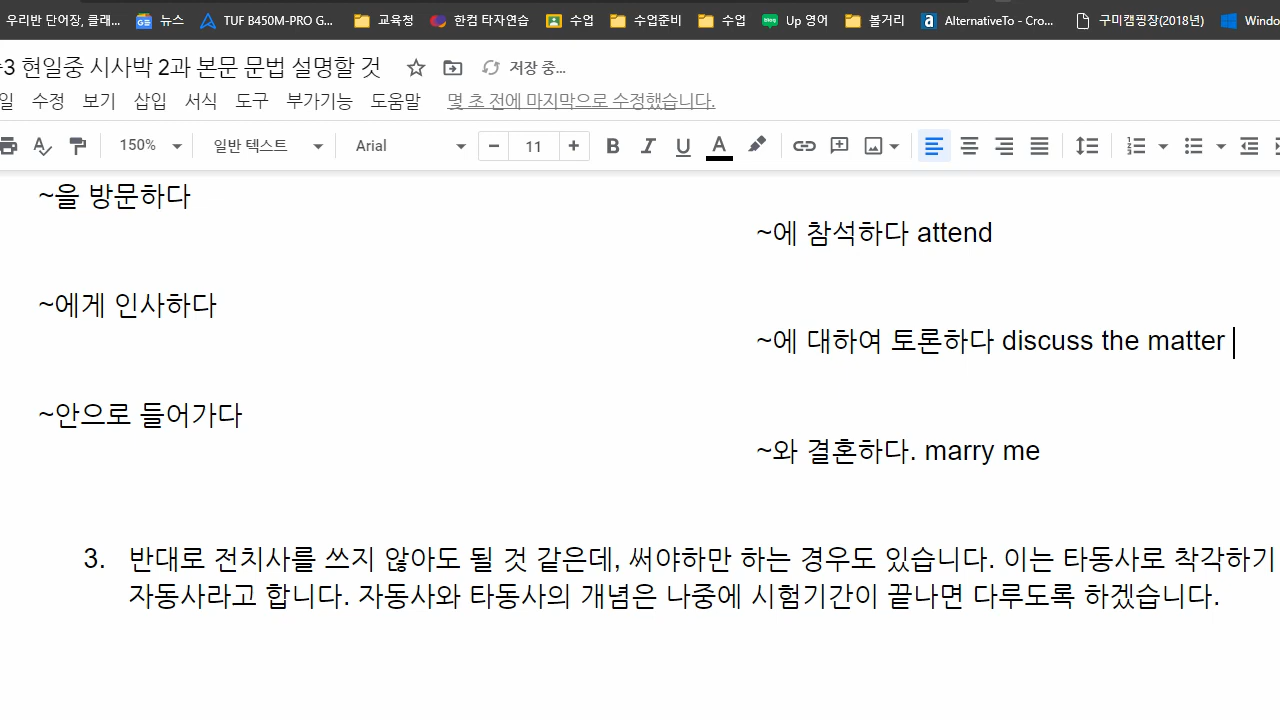 우리반 단어장, 클래... 뉴스 TUF B450M-PRO G... 교육청 한컴 타자연습 수업 수업준비 수업 Up 영어 볼거리 AlternativeTo - Cro... 구미캠핑장(2018년) Windo
3 현일중 시사박 2과 본문 문법 설명할 것 저장 중...
일 수정 보기 삽입 서식 도구 부가기능 도움말 몇 초 전에 마지막으로 수정했습니다.
150% 일반 텍스트 Arial 11 B I U A
~을 방문하다
~에 참석하다 attend
~에게 인사하다
~에 대하여 토론하다 discuss the matter
~안으로 들어가다
~와 결혼하다. marry me
3. 반대로 전치사를 쓰지 않아도 될 것 같은데, 써야하만 하는 경우도 있습니다. 이는 타동사로 착각하기
자동사라고 합니다. 자동사와 타동사의 개념은 나중에 시험기간이 끝나면 다루도록 하겠습니다.